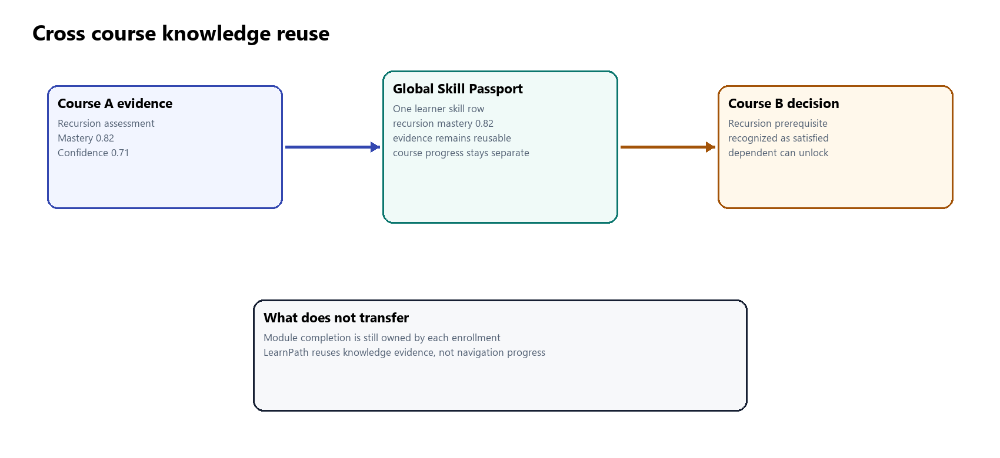 Cross course knowledge reuse
Course A evidence
Recursion assessment
Mastery 0.82
Confidence 0.71
Global Skill Passport
One learner skill row
recursion mastery 0.82
evidence remains reusable
course progress stays separate
Course B decision
Recursion prerequisite
recognized as satisfied
dependent can unlock
What does not transfer
Module completion is still owned by each enrollment
LearnPath reuses knowledge evidence, not navigation progress